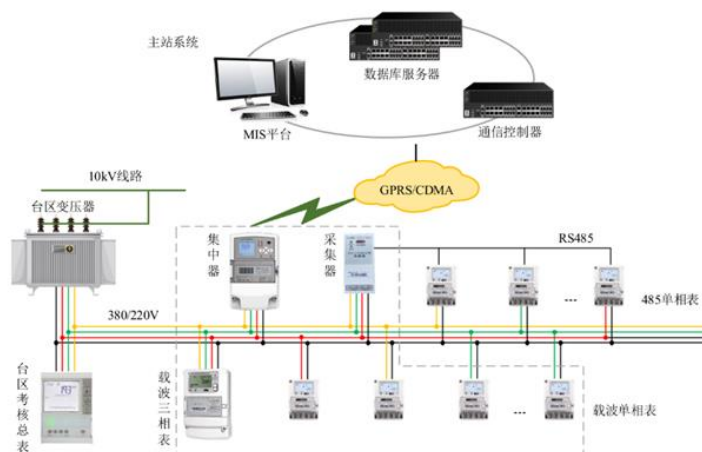 主站系统
数据库服务器
MIS平台
通信控制器
10kV线路
GPRS/CDMA
台区变压器
集中器
采集器
RS485
485单相表
380/220V
台区考核总表
载波三相表
载波单相表